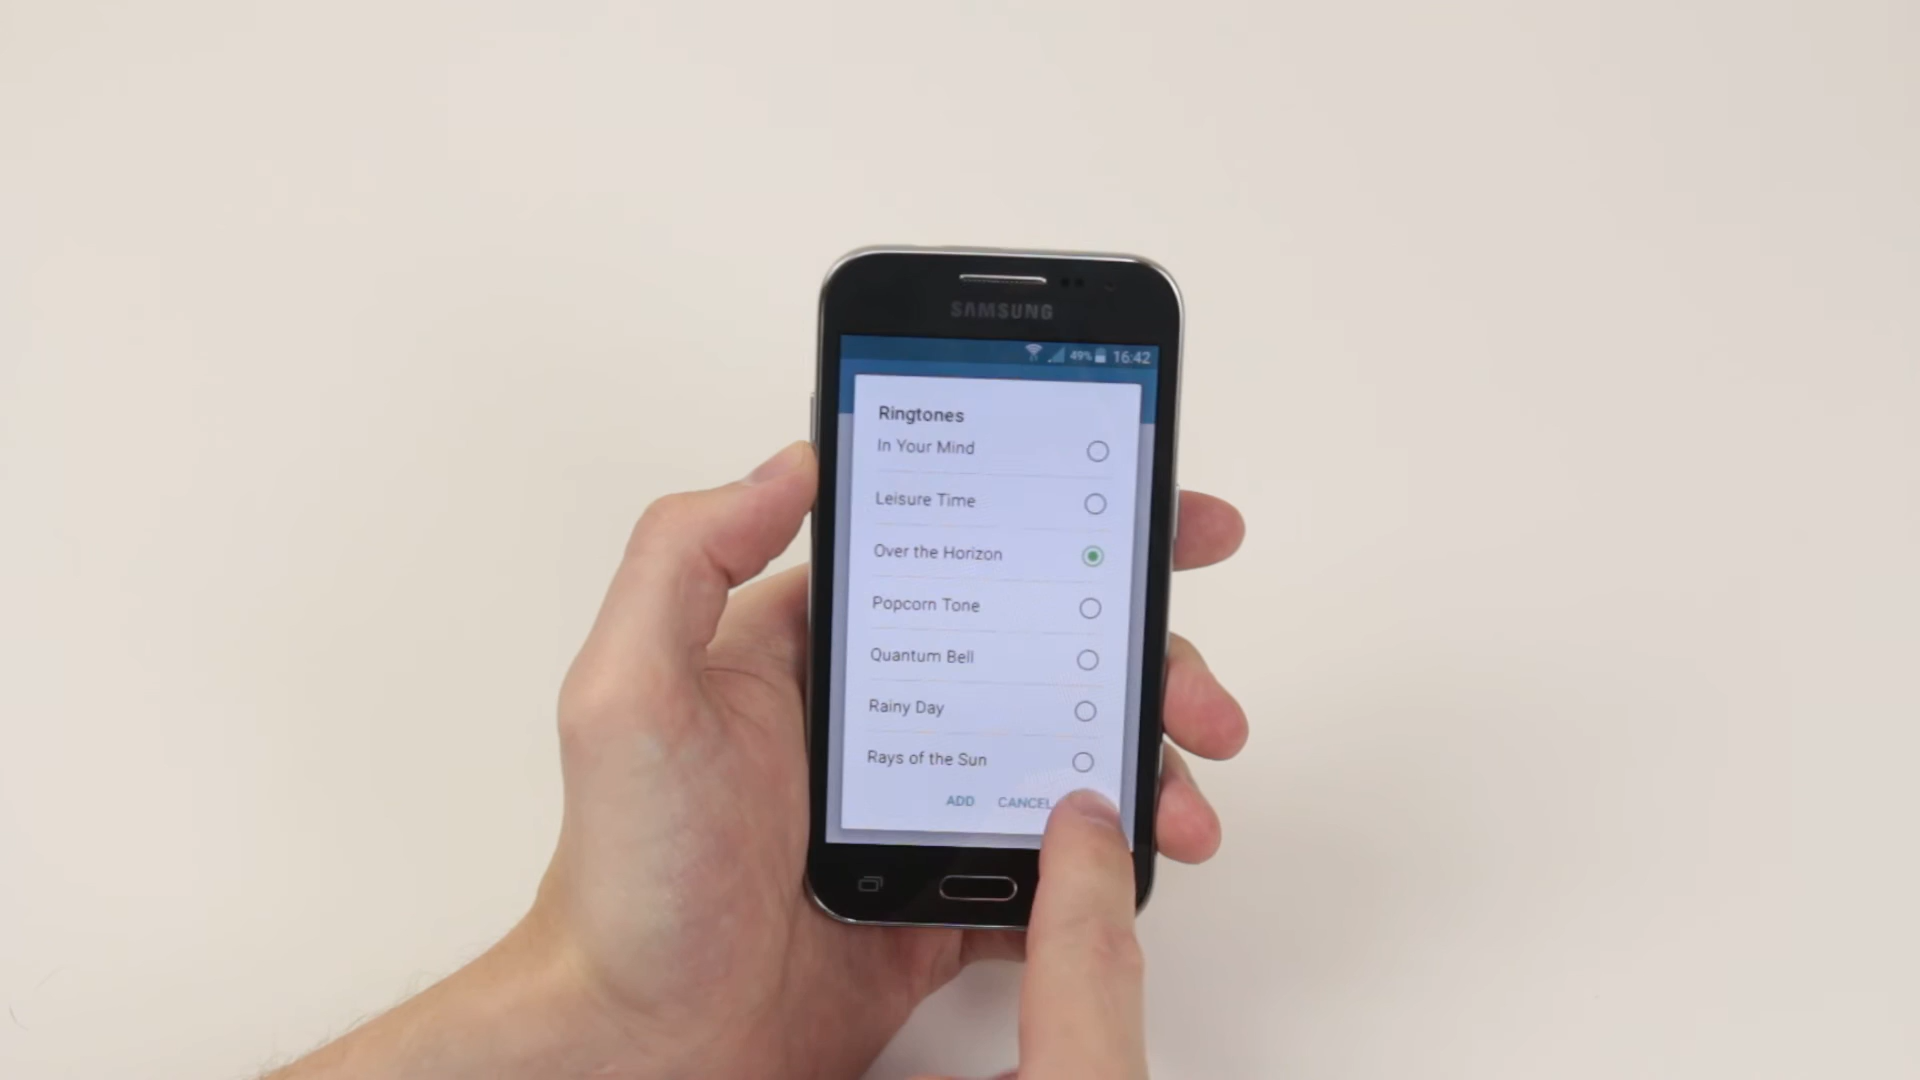 SAMSUNG
49% 16:42
Ringtones
In Your Mind
Leisure Time
Over the Horizon
Popcorn Tone
Quantum Bell
Rainy Day
Rays of the Sun
ADD CANCEL